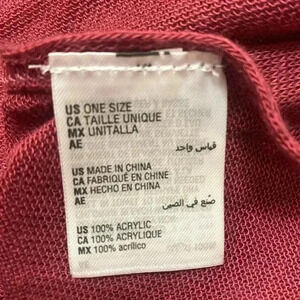 US ONE SIZE
CA TAILLE UNIQUE
MX UNITALLA
AE قياس واحد
US MADE IN CHINA
CA FABRIQUÉ EN CHINE
MX HECHO EN CHINA
AE صنع في الصين
US 100% ACRYLIC
CA 100% ACRYLIQUE
MX 100% acrílico